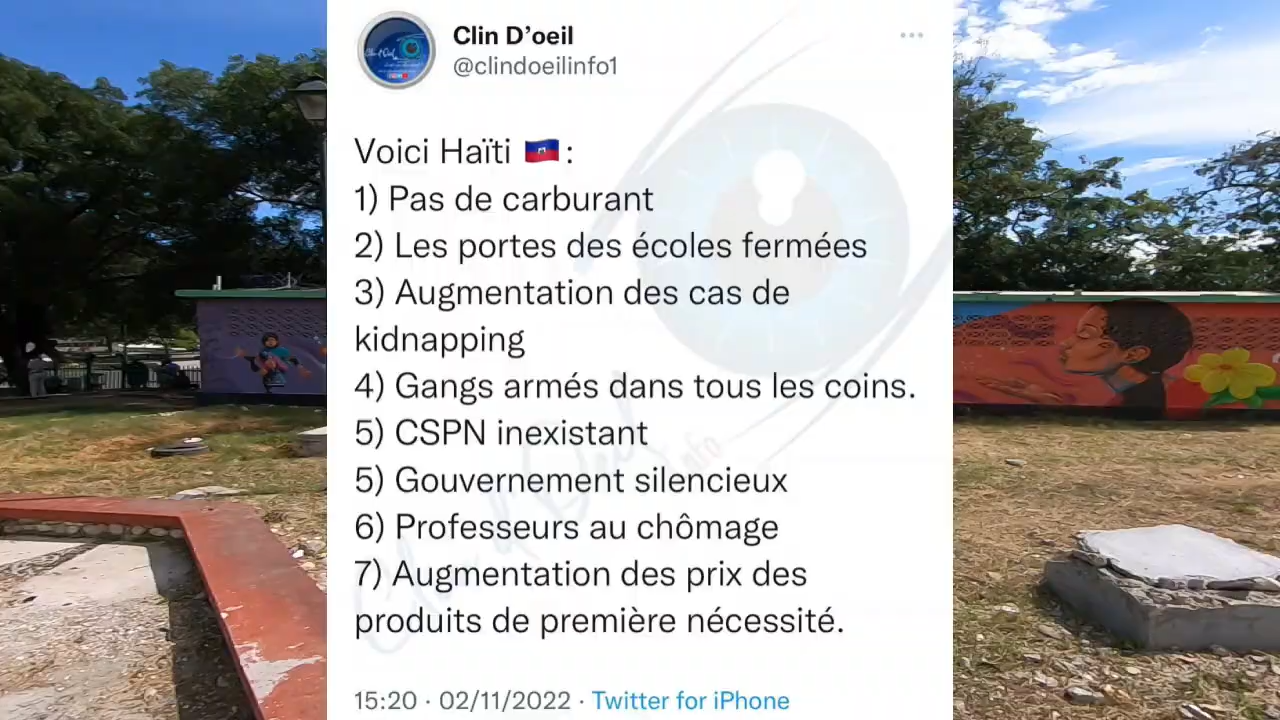 Clin D’oeil
@clindoeilinfo1
Voici Haïti 🇭🇹 :
1) Pas de carburant
2) Les portes des écoles fermées
3) Augmentation des cas de
kidnapping
4) Gangs armés dans tous les coins.
5) CSPN inexistant
5) Gouvernement silencieux
6) Professeurs au chômage
7) Augmentation des prix des
produits de première nécessité.
15:20 · 02/11/2022 · Twitter for iPhone